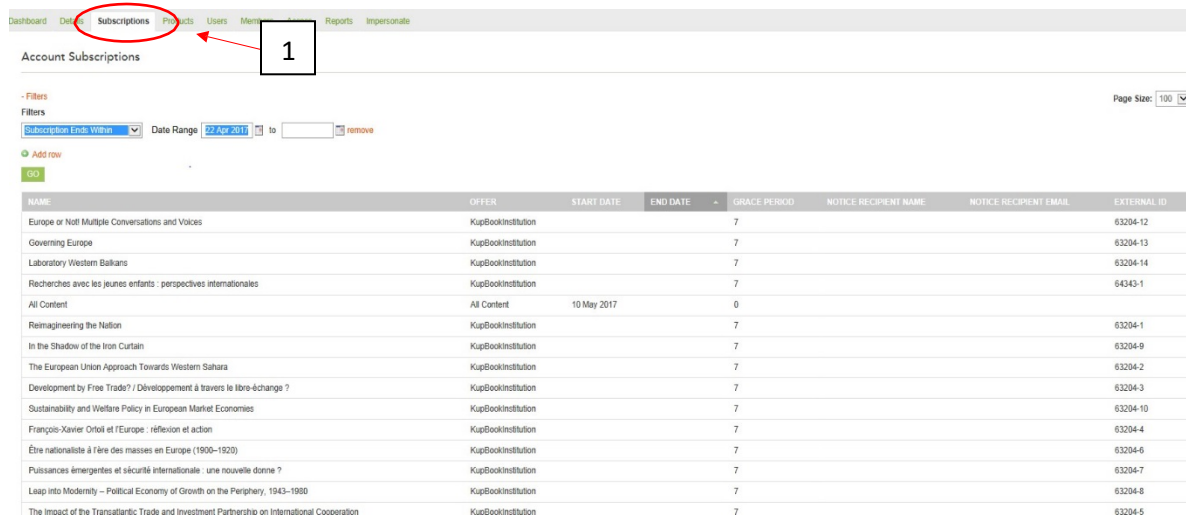 Dashboard Details Subscriptions Products Users Members Access Reports Impersonate
1
Account Subscriptions
- Filters
Page Size: 100
Filters
Subscription Ends Within Date Range 22 Apr 2017 to remove
Add row
GO
NAME OFFER START DATE END DATE GRACE PERIOD NOTICE RECIPIENT NAME NOTICE RECIPIENT EMAIL EXTERNAL ID
Europe or Not! Multiple Conversations and Voices KupBookInstitution 7 63204-12
Governing Europe KupBookInstitution 7 63204-13
Laboratory Western Balkans KupBookInstitution 7 63204-14
Recherches avec les jeunes enfants : perspectives internationales KupBookInstitution 7 64343-1
All Content All Content 10 May 2017 0
Reimagineering the Nation KupBookInstitution 7 63204-1
In the Shadow of the Iron Curtain KupBookInstitution 7 63204-9
The European Union Approach Towards Western Sahara KupBookInstitution 7 63204-2
Development by Free Trade? / Développement à travers le libre-échange ? KupBookInstitution 7 63204-3
Sustainability and Welfare Policy in European Market Economies KupBookInstitution 7 63204-10
François-Xavier Ortoli et l'Europe : réflexion et action KupBookInstitution 7 63204-4
Être nationaliste à l'ère des masses en Europe (1900–1920) KupBookInstitution 7 63204-6
Puissances émergentes et sécurité internationale : une nouvelle donne ? KupBookInstitution 7 63204-7
Leap into Modernity – Political Economy of Growth on the Periphery, 1943–1980 KupBookInstitution 7 63204-8
The Impact of the Transatlantic Trade and Investment Partnership on International Cooperation KupBookInstitution 7 63204-5